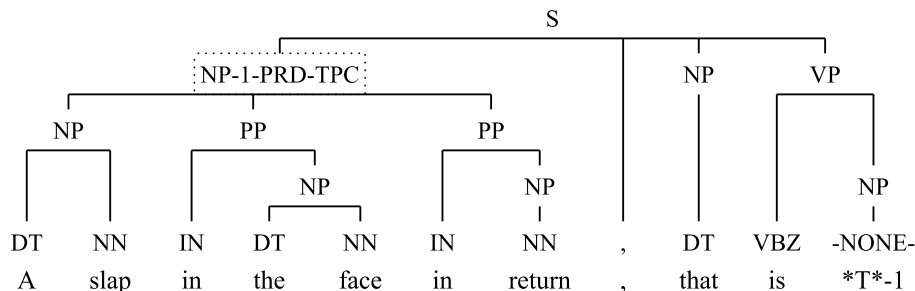 S
NP-1-PRD-TPC NP VP
NP PP PP
NP NP NP
DT NN IN DT NN IN NN , DT VBZ -NONE-
A slap in the face in return , that is *T*-1